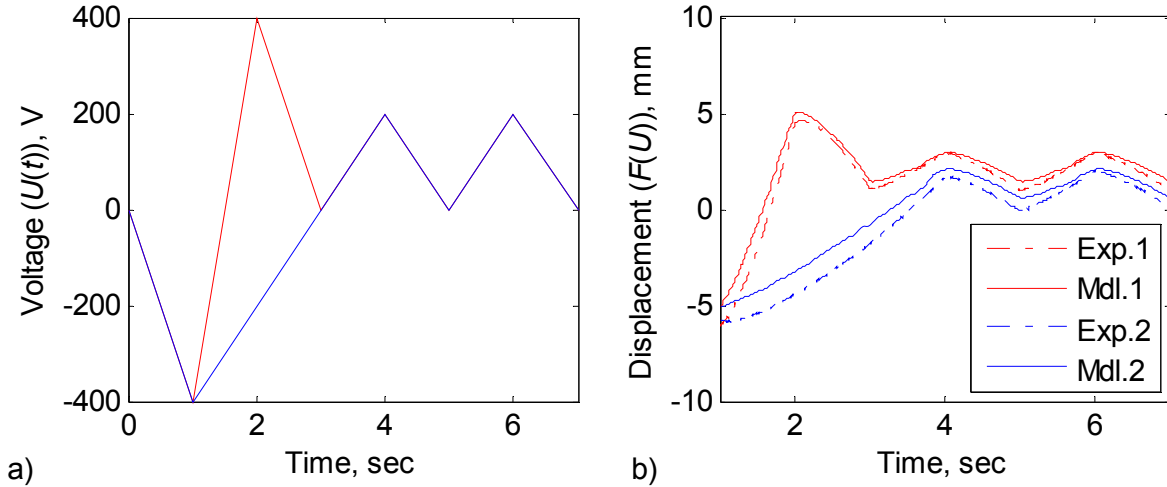 400
200
0
-200
-400
Voltage (U(t)), V
0
2
4
6
Time, sec
a)
10
5
0
-5
-10
Displacement (F(U)), mm
2
4
6
Time, sec
b)
Exp.1
Mdl.1
Exp.2
Mdl.2